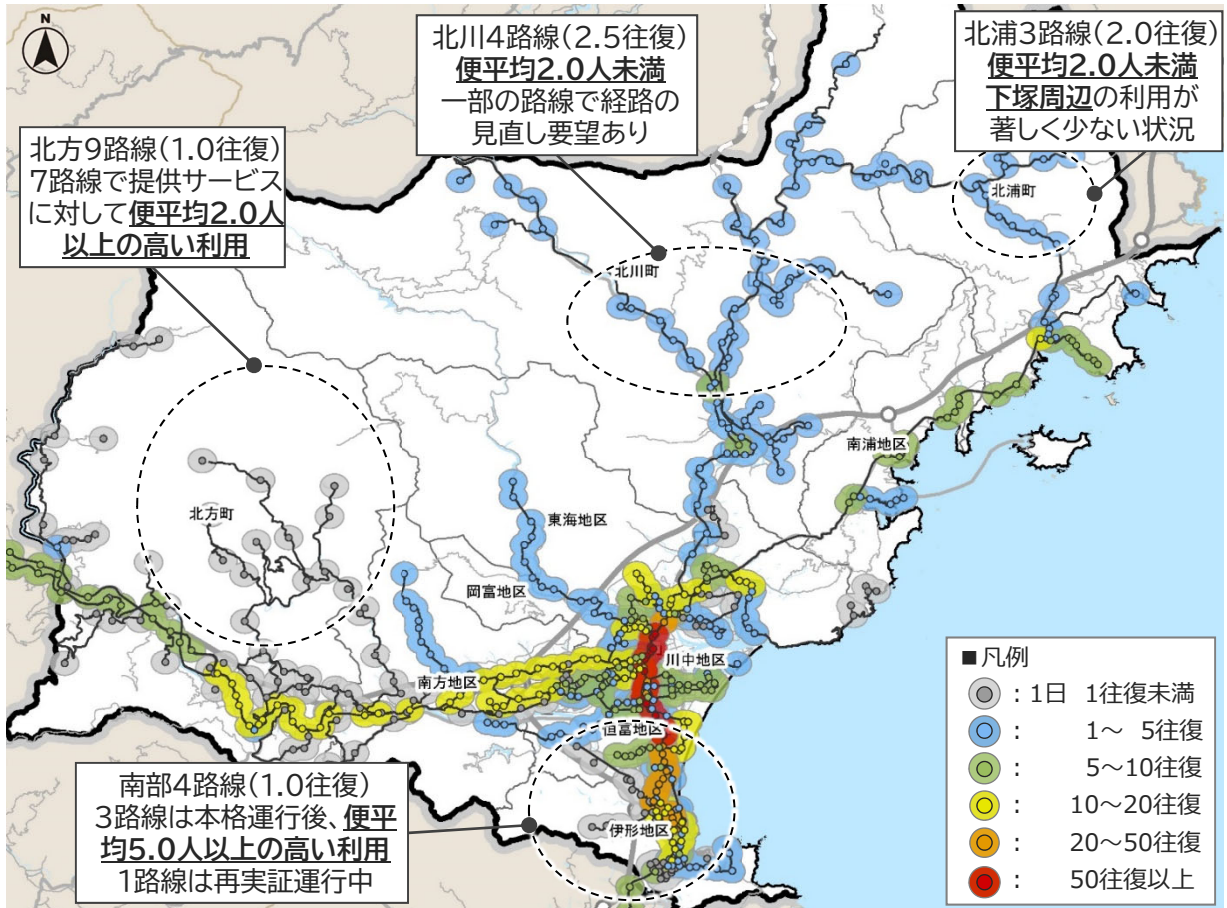 N
北川4路線(2.5往復)
便平均2.0人未満
一部の路線で経路の
見直し要望あり
北浦3路線(2.0往復)
便平均2.0人未満
下塚周辺の利用が
著しく少ない状況
北方9路線(1.0往復)
7路線で提供サービス
に対して便平均2.0人
以上の高い利用
北浦町
北川町
南浦地区
北方町
東海地区
岡富地区
川中地区
南方地区
恒富地区
伊形地区
南部4路線(1.0往復)
3路線は本格運行後、便平
均5.0人以上の高い利用
1路線は再実証運行中
■凡例
：1日 1往復未満
： 1～ 5往復
： 5～10往復
： 10～20往復
： 20～50往復
： 50往復以上